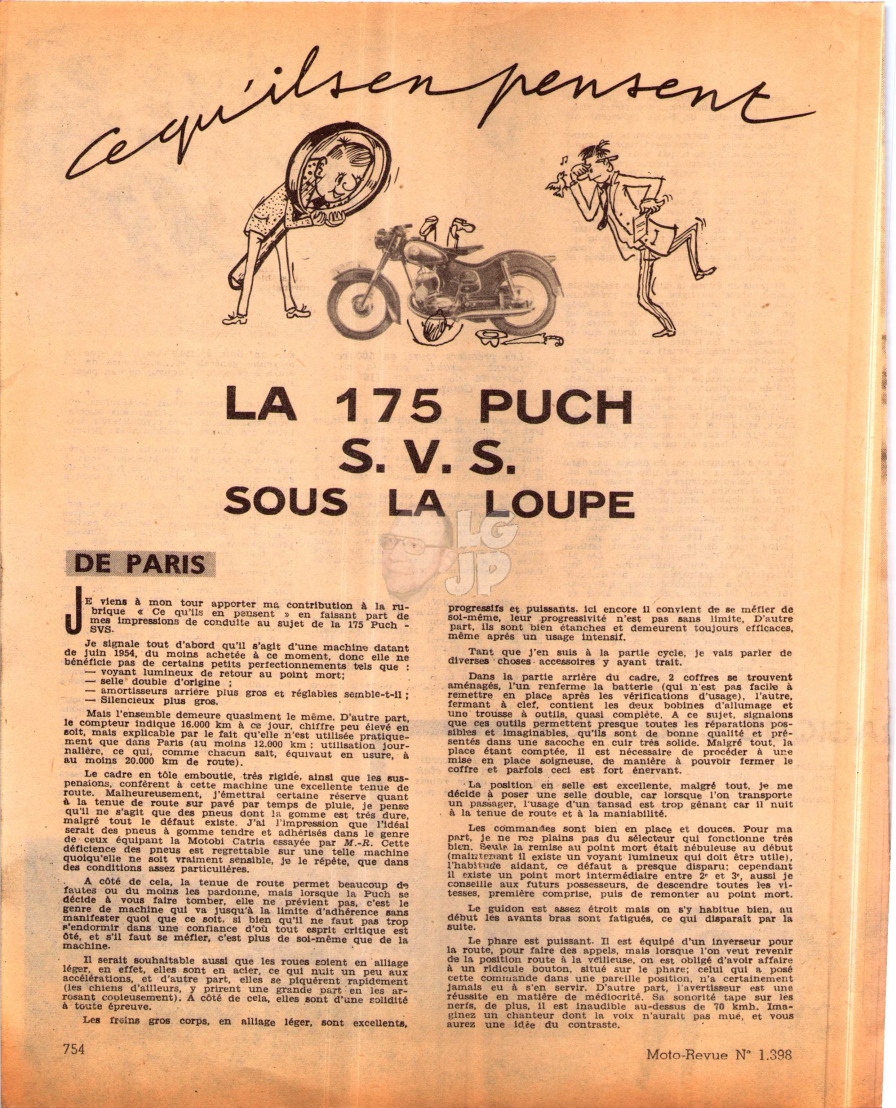 Ce qu'ils en pensent
LA 175 PUCH
S. V. S.
SOUS LA LOUPE
LG
JP
DE PARIS
JE viens à mon tour apporter ma contribution à la ru-
brique « Ce qu'ils en pensent » en faisant part de
mes impressions de conduite au sujet de la 175 Puch -
SVS.
Je signale tout d'abord qu'il s'agit d'une machine datant
de juin 1954, du moins achetée à ce moment, donc elle ne
bénéficie pas de certains petits perfectionnements tels que :
— voyant lumineux de retour au point mort;
— selle double d'origine ;
— amortisseurs arrière plus gros et réglables semble-t-il ;
— Silencieux plus gros.
Mais l'ensemble demeure quasiment le même. D'autre part,
le compteur indique 16.000 km à ce jour, chiffre peu élevé en
soit, mais explicable par le fait qu'elle n'est utilisée pratique-
ment que dans Paris (au moins 12.000 km : utilisation jour-
nalière, ce qui, comme chacun sait, équivaut en usure, à
au moins 20.000 km de route).
Le cadre en tôle emboutie, très rigide, ainsi que les sus-
pensions, confèrent à cette machine une excellente tenue de
route. Malheureusement, j'émettrai certaine réserve quant
à la tenue de route sur pavé par temps de pluie, je pense
qu'il ne s'agit que des pneus dont la gomme est très dure,
malgré tout le défaut existe. J'ai l'impression que l'idéal
serait des pneus à gomme tendre et adhérisés dans le genre
de ceux équipant la Motobi Catria essayée par M.-R. Cette
déficience des pneus est regrettable sur une telle machine
quoiqu'elle ne soit vraiment sensible, je le répète, que dans
des conditions assez particulières.
A côté de cela, la tenue de route permet beaucoup de
fautes ou du moins les pardonne, mais lorsque la Puch se
décide à vous faire tomber, elle ne prévient pas, c'est le
genre de machine qui va jusqu'à la limite d'adhérence sans
manifester quoi que ce soit, si bien qu'il ne faut pas trop
s'endormir dans une confiance d'où tout esprit critique est
ôté, et s'il faut se méfier, c'est plus de soi-même que de la
machine.
Il serait souhaitable aussi que les roues soient en alliage
léger, en effet, elles sont en acier, ce qui nuit un peu aux
accélérations, et d'autre part, elles se piquèrent rapidement
(les chiens d'ailleurs, y prirent une grande part en les ar-
rosant copieusement). A côté de cela, elles sont d'une solidité
à toute épreuve.
Les freins gros corps, en alliage léger, sont excellents,
progressifs et puissants. ici encore il convient de se méfier de
soi-même, leur progressivité n'est pas sans limite, D'autre
part, ils sont bien étanches et demeurent toujours efficaces,
même après un usage intensif.
Tant que j'en suis à la partie cycle, je vais parler de
diverses choses accessoires y ayant trait.
Dans la partie arrière du cadre, 2 coffres se trouvent
aménagés, l'un renferme la batterie (qui n'est pas facile à
remettre en place après les vérifications d'usage), l'autre,
fermant à clef, contient les deux bobines d'allumage et
une trousse à outils, quasi complète. A ce sujet, signalons
que ces outils permettent presque toutes les réparations pos-
sibles et imaginables, qu'ils sont de bonne qualité et pré-
sentés dans une sacoche en cuir très solide. Malgré tout, la
place étant comptée, il est nécessaire de procéder à une
mise en place soigneuse, de manière à pouvoir fermer le
coffre et parfois ceci est fort énervant.
La position en selle est excellente, malgré tout, je me
décide à poser une selle double, car lorsque l'on transporte
un passager, l'usage d'un tansad est trop gênant car il nuit
à la tenue de route et à la maniabilité.
Les commandes sont bien en place et douces. Pour ma
part, je ne me plains pas du sélecteur qui fonctionne très
bien. Seule la remise au point mort était nébuleuse au début
(maintenant il existe un voyant lumineux qui doit être utile),
l'habitude aidant, ce défaut a presque disparu; cependant
il existe un point mort intermédiaire entre 2e et 3e, aussi je
conseille aux futurs possesseurs, de descendre toutes les vi-
tesses, première comprise, puis de remonter au point mort.
Le guidon est assez étroit mais on s'y habitue bien, au
début les avants bras sont fatigués, ce qui disparaît par la
suite.
Le phare est puissant. Il est équipé d'un inverseur pour
la route, pour faire des appels, mais lorsque l'on veut revenir
de la position route à la veilleuse, on est obligé d'avoir affaire
à un ridicule bouton, situé sur le phare; celui qui a posé
cette commande dans une pareille position, n'a certainement
jamais eu à s'en servir. D'autre part, l'avertisseur est une
réussite en matière de médiocrité. Sa sonorité tape sur les
nerfs, de plus, il est inaudible au-dessus de 70 kmh. Ima-
ginez un chanteur dont la voix n'aurait pas mué, et vous
aurez une idée du contraste.
754
Moto-Revue N° 1.398